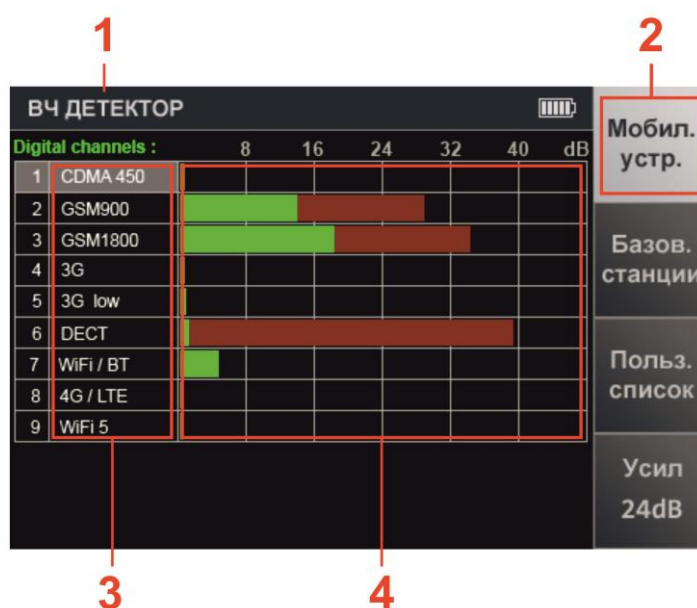 1
2
ВЧ ДЕТЕКТОР
Digital channels :
8 16 24 32 40 dB
1 CDMA 450
2 GSM900
3 GSM1800
4 3G
5 3G low
6 DECT
7 WiFi / BT
8 4G / LTE
9 WiFi 5
Мобил.
устр.
Базов.
станции
Польз.
список
Усил
24dB
3
4